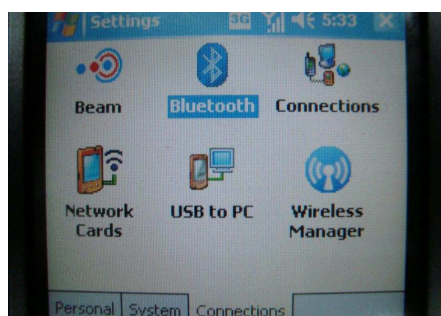 Settings 3G 5:33
Beam Bluetooth Connections
Network Cards USB to PC Wireless Manager
Personal System Connections